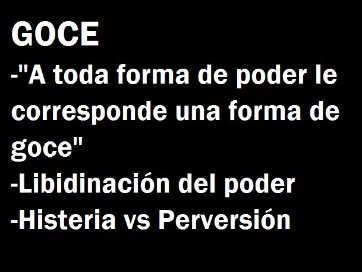 GOCE
-"A toda forma de poder le
corresponde una forma de
goce"
-Libidinación del poder
-Histeria vs Perversión